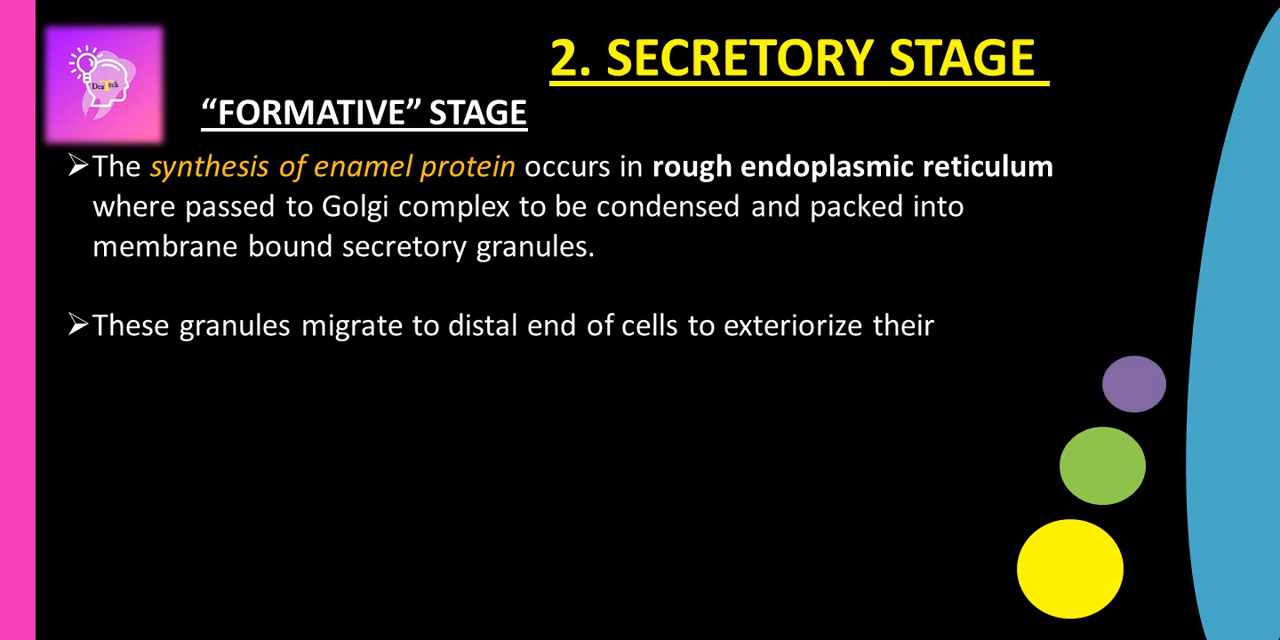 2. SECRETORY STAGE
“FORMATIVE” STAGE
➢The synthesis of enamel protein occurs in rough endoplasmic reticulum
where passed to Golgi complex to be condensed and packed into
membrane bound secretory granules.
➢These granules migrate to distal end of cells to exteriorize their